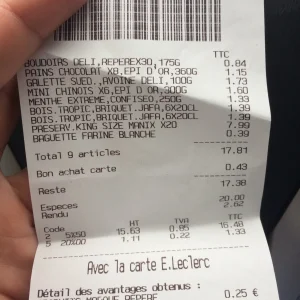 TTC
BOUDOIRS DELI,REPEREX30,175G 0.84
PAINS CHOCOLAT X8,EPI D'OR,360G 1.15
GALETTE SUED.,AVOINE DELI,100G 1.73
MINI CHINOIS X6,EPI D'OR,300G 1.60
MENTHE EXTREME,CONFISEO,250G 1.33
BOIS.TROPIC,BRIQUET.JAFA,6X20CL 1.39
BOIS.TROPIC,BRIQUET.JAFA,6X20CL 1.39
PRESERV.KING SIZE MANIX X20 7.99
BAGUETTE FARINE BLANCHE 0.39
Total 9 articles 17.81
Bon achat carte 0.43
Reste 17.38
Especes 20.00
Rendu 2.62
Code HT TVA TTC
2 5%50 15.63 0.85 16.48
5 20%00 1.11 0.22 1.33
Avec la carte E.Leclerc
Détail des avantages obtenus :
REPERE 0.25 €